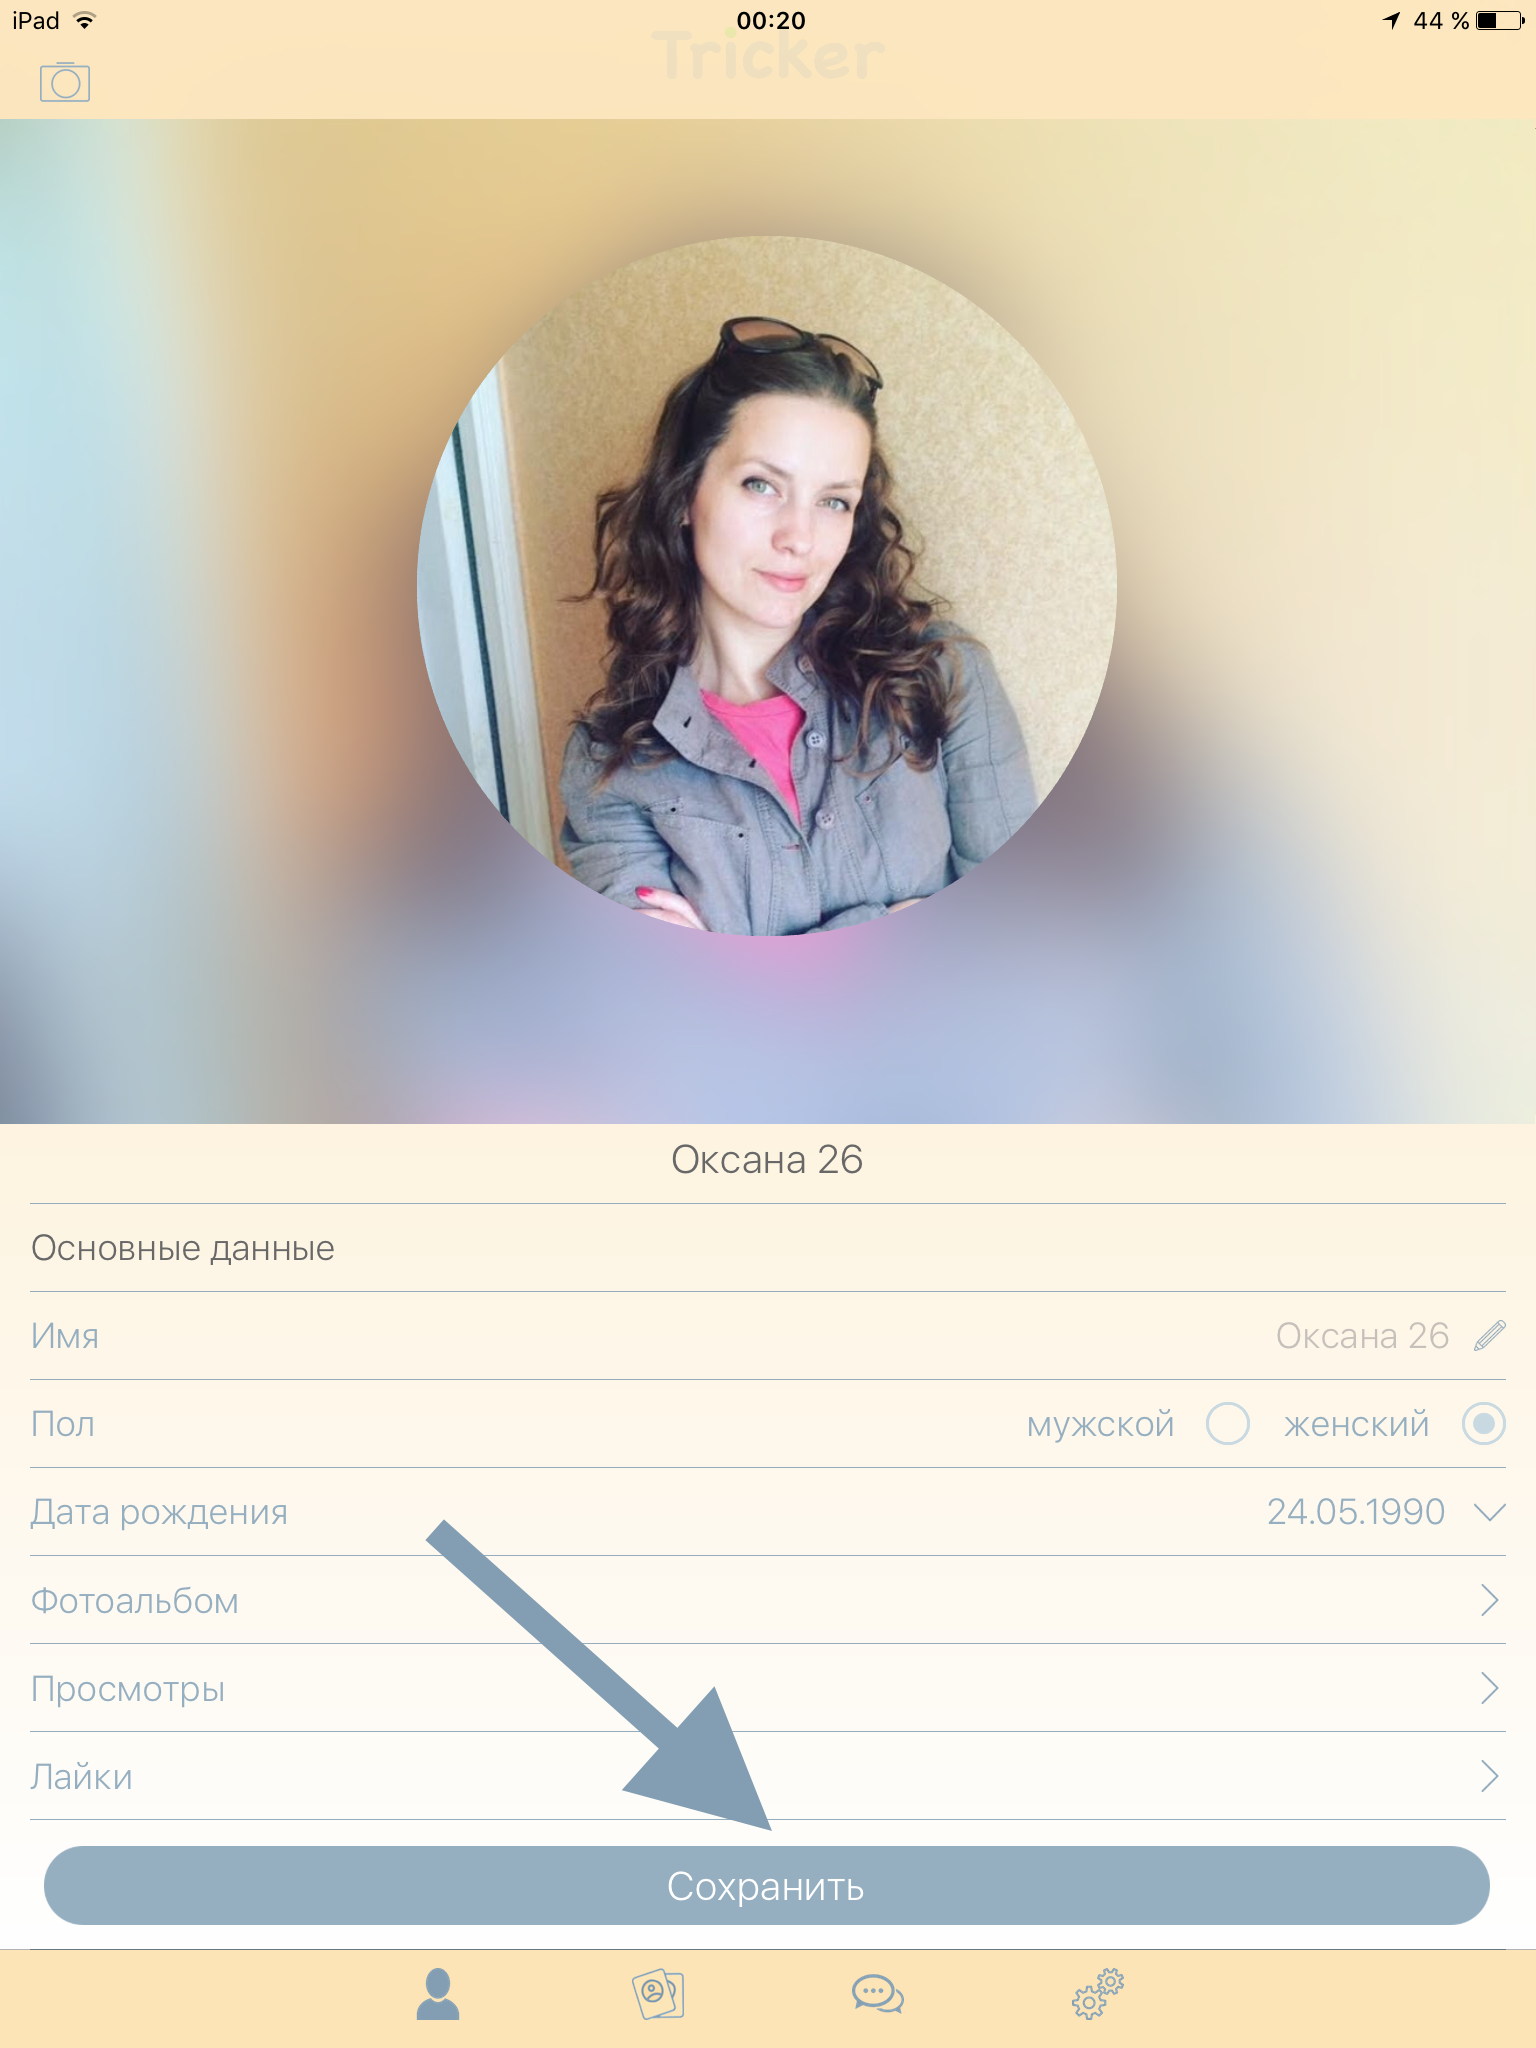 iPad 00:20 44 %
Tricker
Оксана 26
Основные данные
Имя Оксана 26
Пол мужской женский
Дата рождения 24.05.1990
Фотоальбом
Просмотры
Лайки
Сохранить